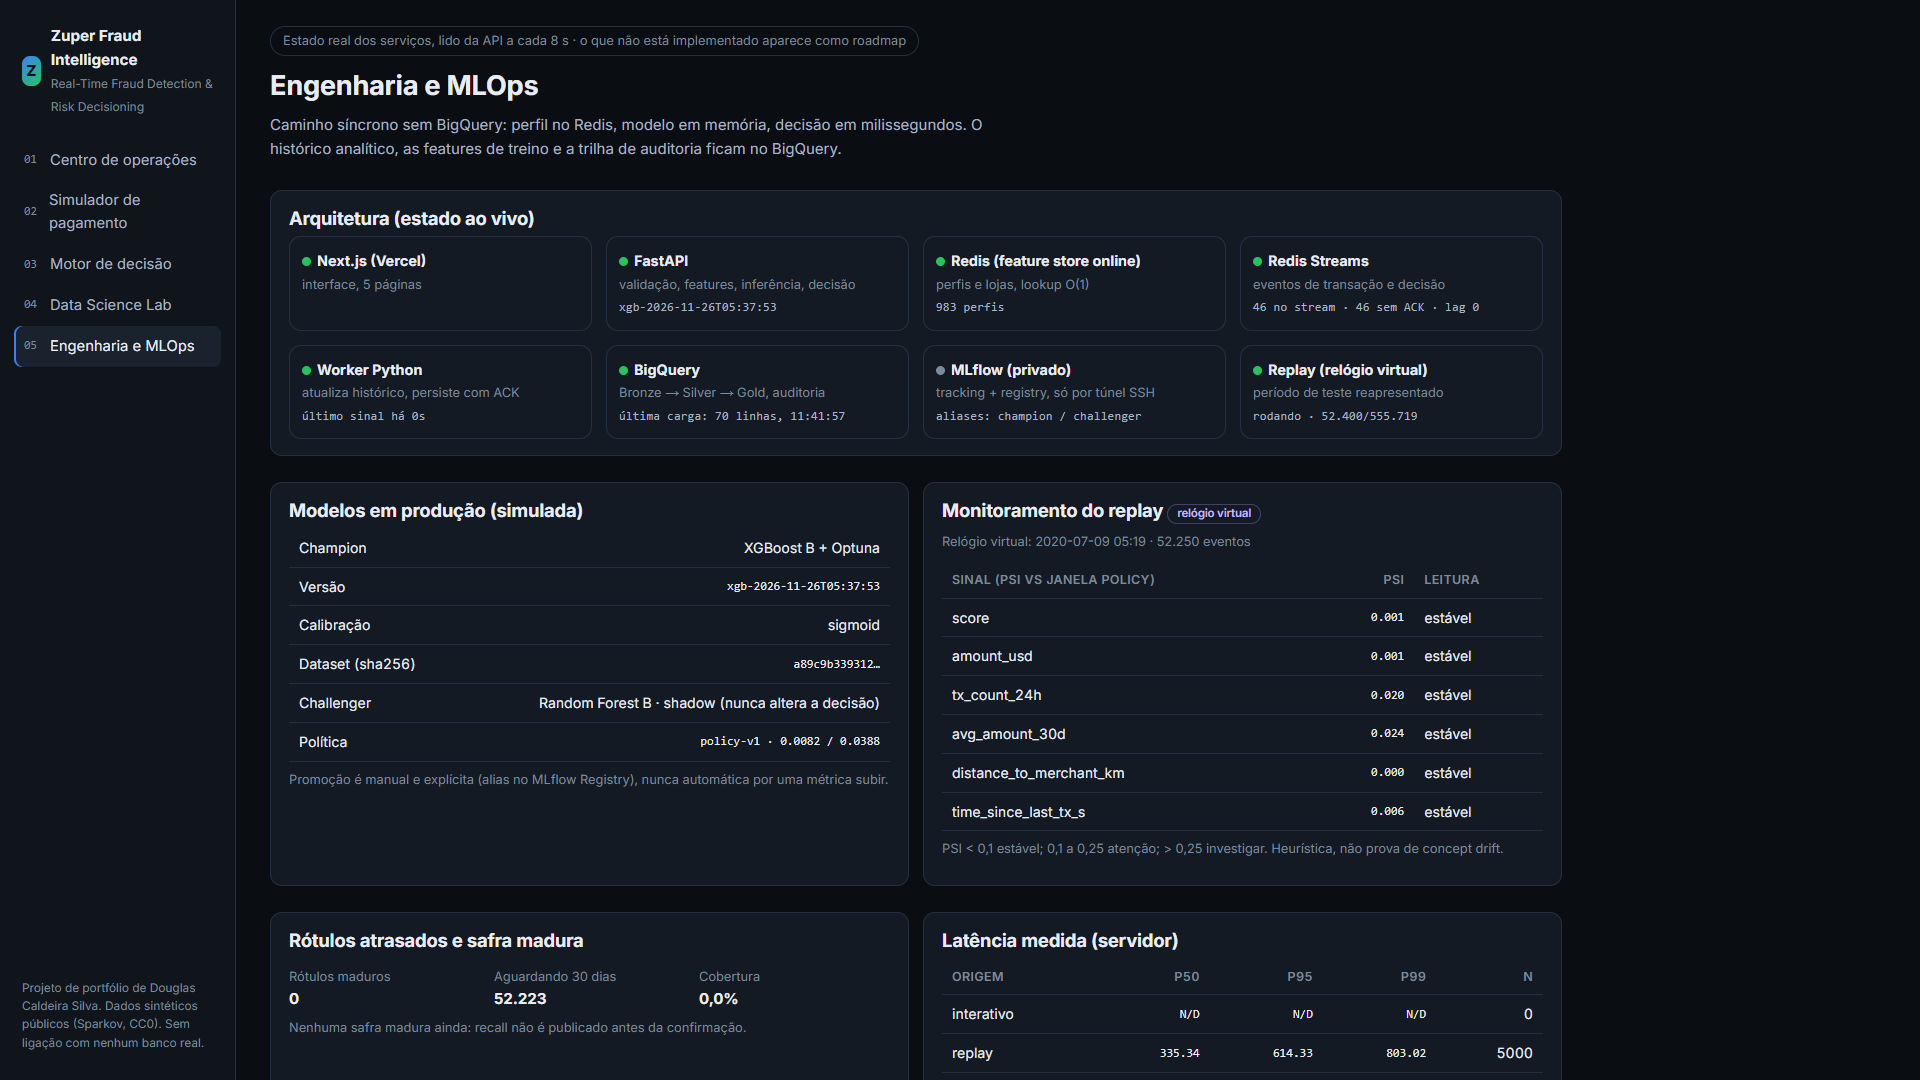 Z
Zuper Fraud
Intelligence
Real-Time Fraud Detection &
Risk Decisioning
01 Centro de operações
02 Simulador de
pagamento
03 Motor de decisão
04 Data Science Lab
05 Engenharia e MLOps
Projeto de portfólio de Douglas
Caldeira Silva. Dados sintéticos
públicos (Sparkov, CC0). Sem
ligação com nenhum banco real.
Estado real dos serviços, lido da API a cada 8 s · o que não está implementado aparece como roadmap
Engenharia e MLOps
Caminho síncrono sem BigQuery: perfil no Redis, modelo em memória, decisão em milissegundos. O
histórico analítico, as features de treino e a trilha de auditoria ficam no BigQuery.
Arquitetura (estado ao vivo)
Next.js (Vercel)
interface, 5 páginas
FastAPI
validação, features, inferência, decisão
xgb-2026-11-26T05:37:53
Redis (feature store online)
perfis e lojas, lookup O(1)
983 perfis
Redis Streams
eventos de transação e decisão
46 no stream · 46 sem ACK · lag 0
Worker Python
atualiza histórico, persiste com ACK
último sinal há 0s
BigQuery
Bronze → Silver → Gold, auditoria
última carga: 70 linhas, 11:41:57
MLflow (privado)
tracking + registry, só por túnel SSH
aliases: champion / challenger
Replay (relógio virtual)
período de teste reapresentado
rodando · 52.400/555.719
Modelos em produção (simulada)
Champion XGBoost B + Optuna
Versão xgb-2026-11-26T05:37:53
Calibração sigmoid
Dataset (sha256) a89c9b339312…
Challenger Random Forest B · shadow (nunca altera a decisão)
Política policy-v1 · 0.0082 / 0.0388
Promoção é manual e explícita (alias no MLflow Registry), nunca automática por uma métrica subir.
Monitoramento do replay relógio virtual
Relógio virtual: 2020-07-09 05:19 · 52.250 eventos
SINAL (PSI VS JANELA POLICY) PSI LEITURA
score 0.001 estável
amount_usd 0.001 estável
tx_count_24h 0.020 estável
avg_amount_30d 0.024 estável
distance_to_merchant_km 0.000 estável
time_since_last_tx_s 0.006 estável
PSI < 0,1 estável; 0,1 a 0,25 atenção; > 0,25 investigar. Heurística, não prova de concept drift.
Rótulos atrasados e safra madura
Rótulos maduros Aguardando 30 dias Cobertura
0 52.223 0,0%
Nenhuma safra madura ainda: recall não é publicado antes da confirmação.
Latência medida (servidor)
ORIGEM P50 P95 P99 N
interativo N/D N/D N/D 0
replay 335.34 614.33 803.02 5000